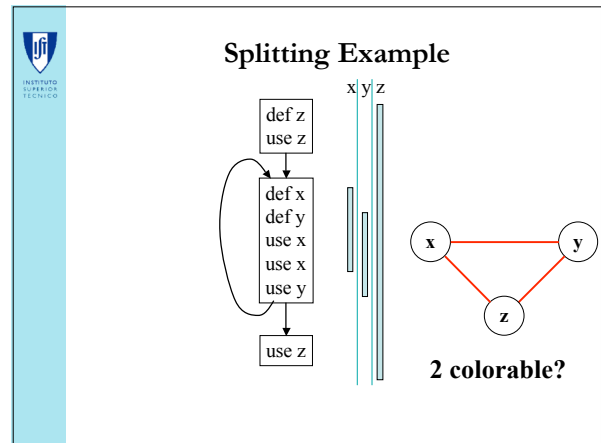 INSTITUTO
SUPERIOR
TÉCNICO
Splitting Example
x y z
def z
use z
def x
def y
use x
use x
use y
use z
x
y
z
2 colorable?